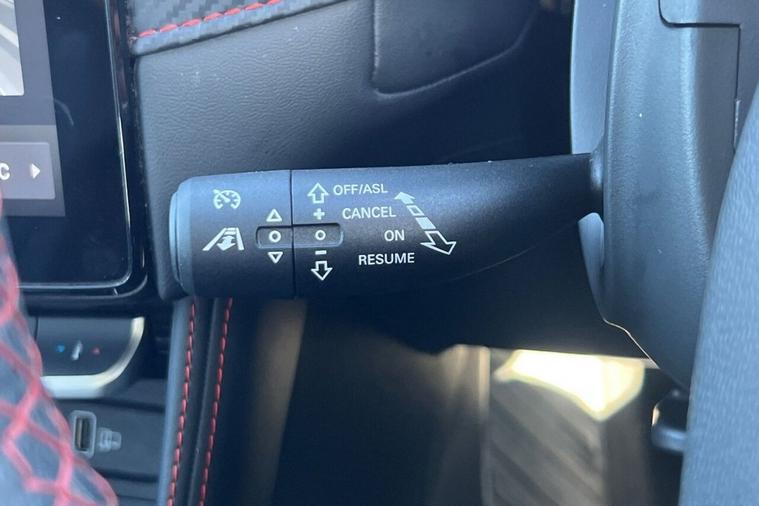 OFF/ASL
+ CANCEL
ON
– RESUME
C